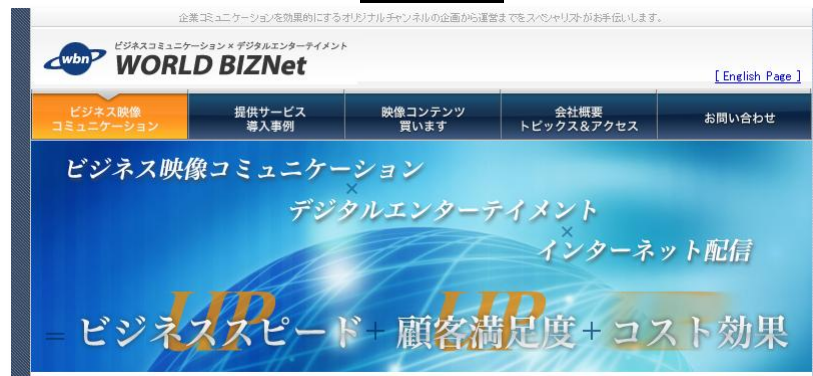 企業コミュニケーションを効果的にするオリジナルチャンネルの企画から運営までをスペシャリストがお手伝いします。
ビジネスコミュニケーション×デジタルエンターテイメント
wbn
WORLD BIZNet
[ English Page ]
ビジネス映像
コミュニケーション
提供サービス
導入事例
映像コンテンツ
買います
会社概要
トピックス&アクセス
お問い合わせ
ビジネス映像コミュニケーション
×
デジタルエンターテイメント
×
インターネット配信
UP UP
= ビジネススピード + 顧客満足度 + コスト効果